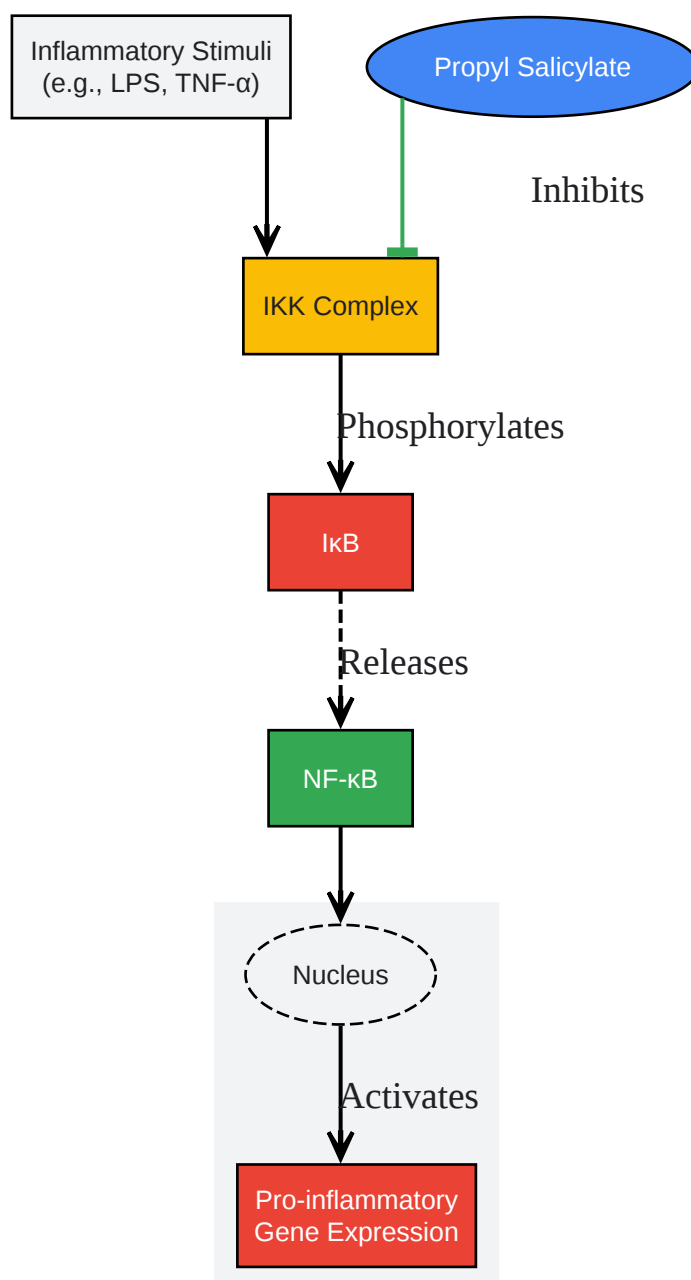 Inflammatory Stimuli
(e.g., LPS, TNF-α)
Propyl Salicylate
Inhibits
IKK Complex
Phosphorylates
IκB
Releases
NF-κB
Nucleus
Activates
Pro-inflammatory
Gene Expression